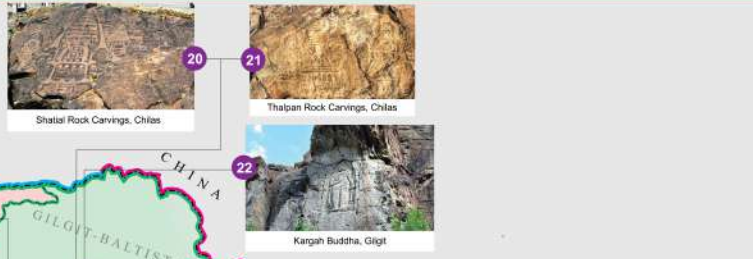 20
21
Shatial Rock Carvings, Chilas
Thalpan Rock Carvings, Chilas
22
CHINA
Kargah Buddha, Gilgit
GILGIT-BALTIST